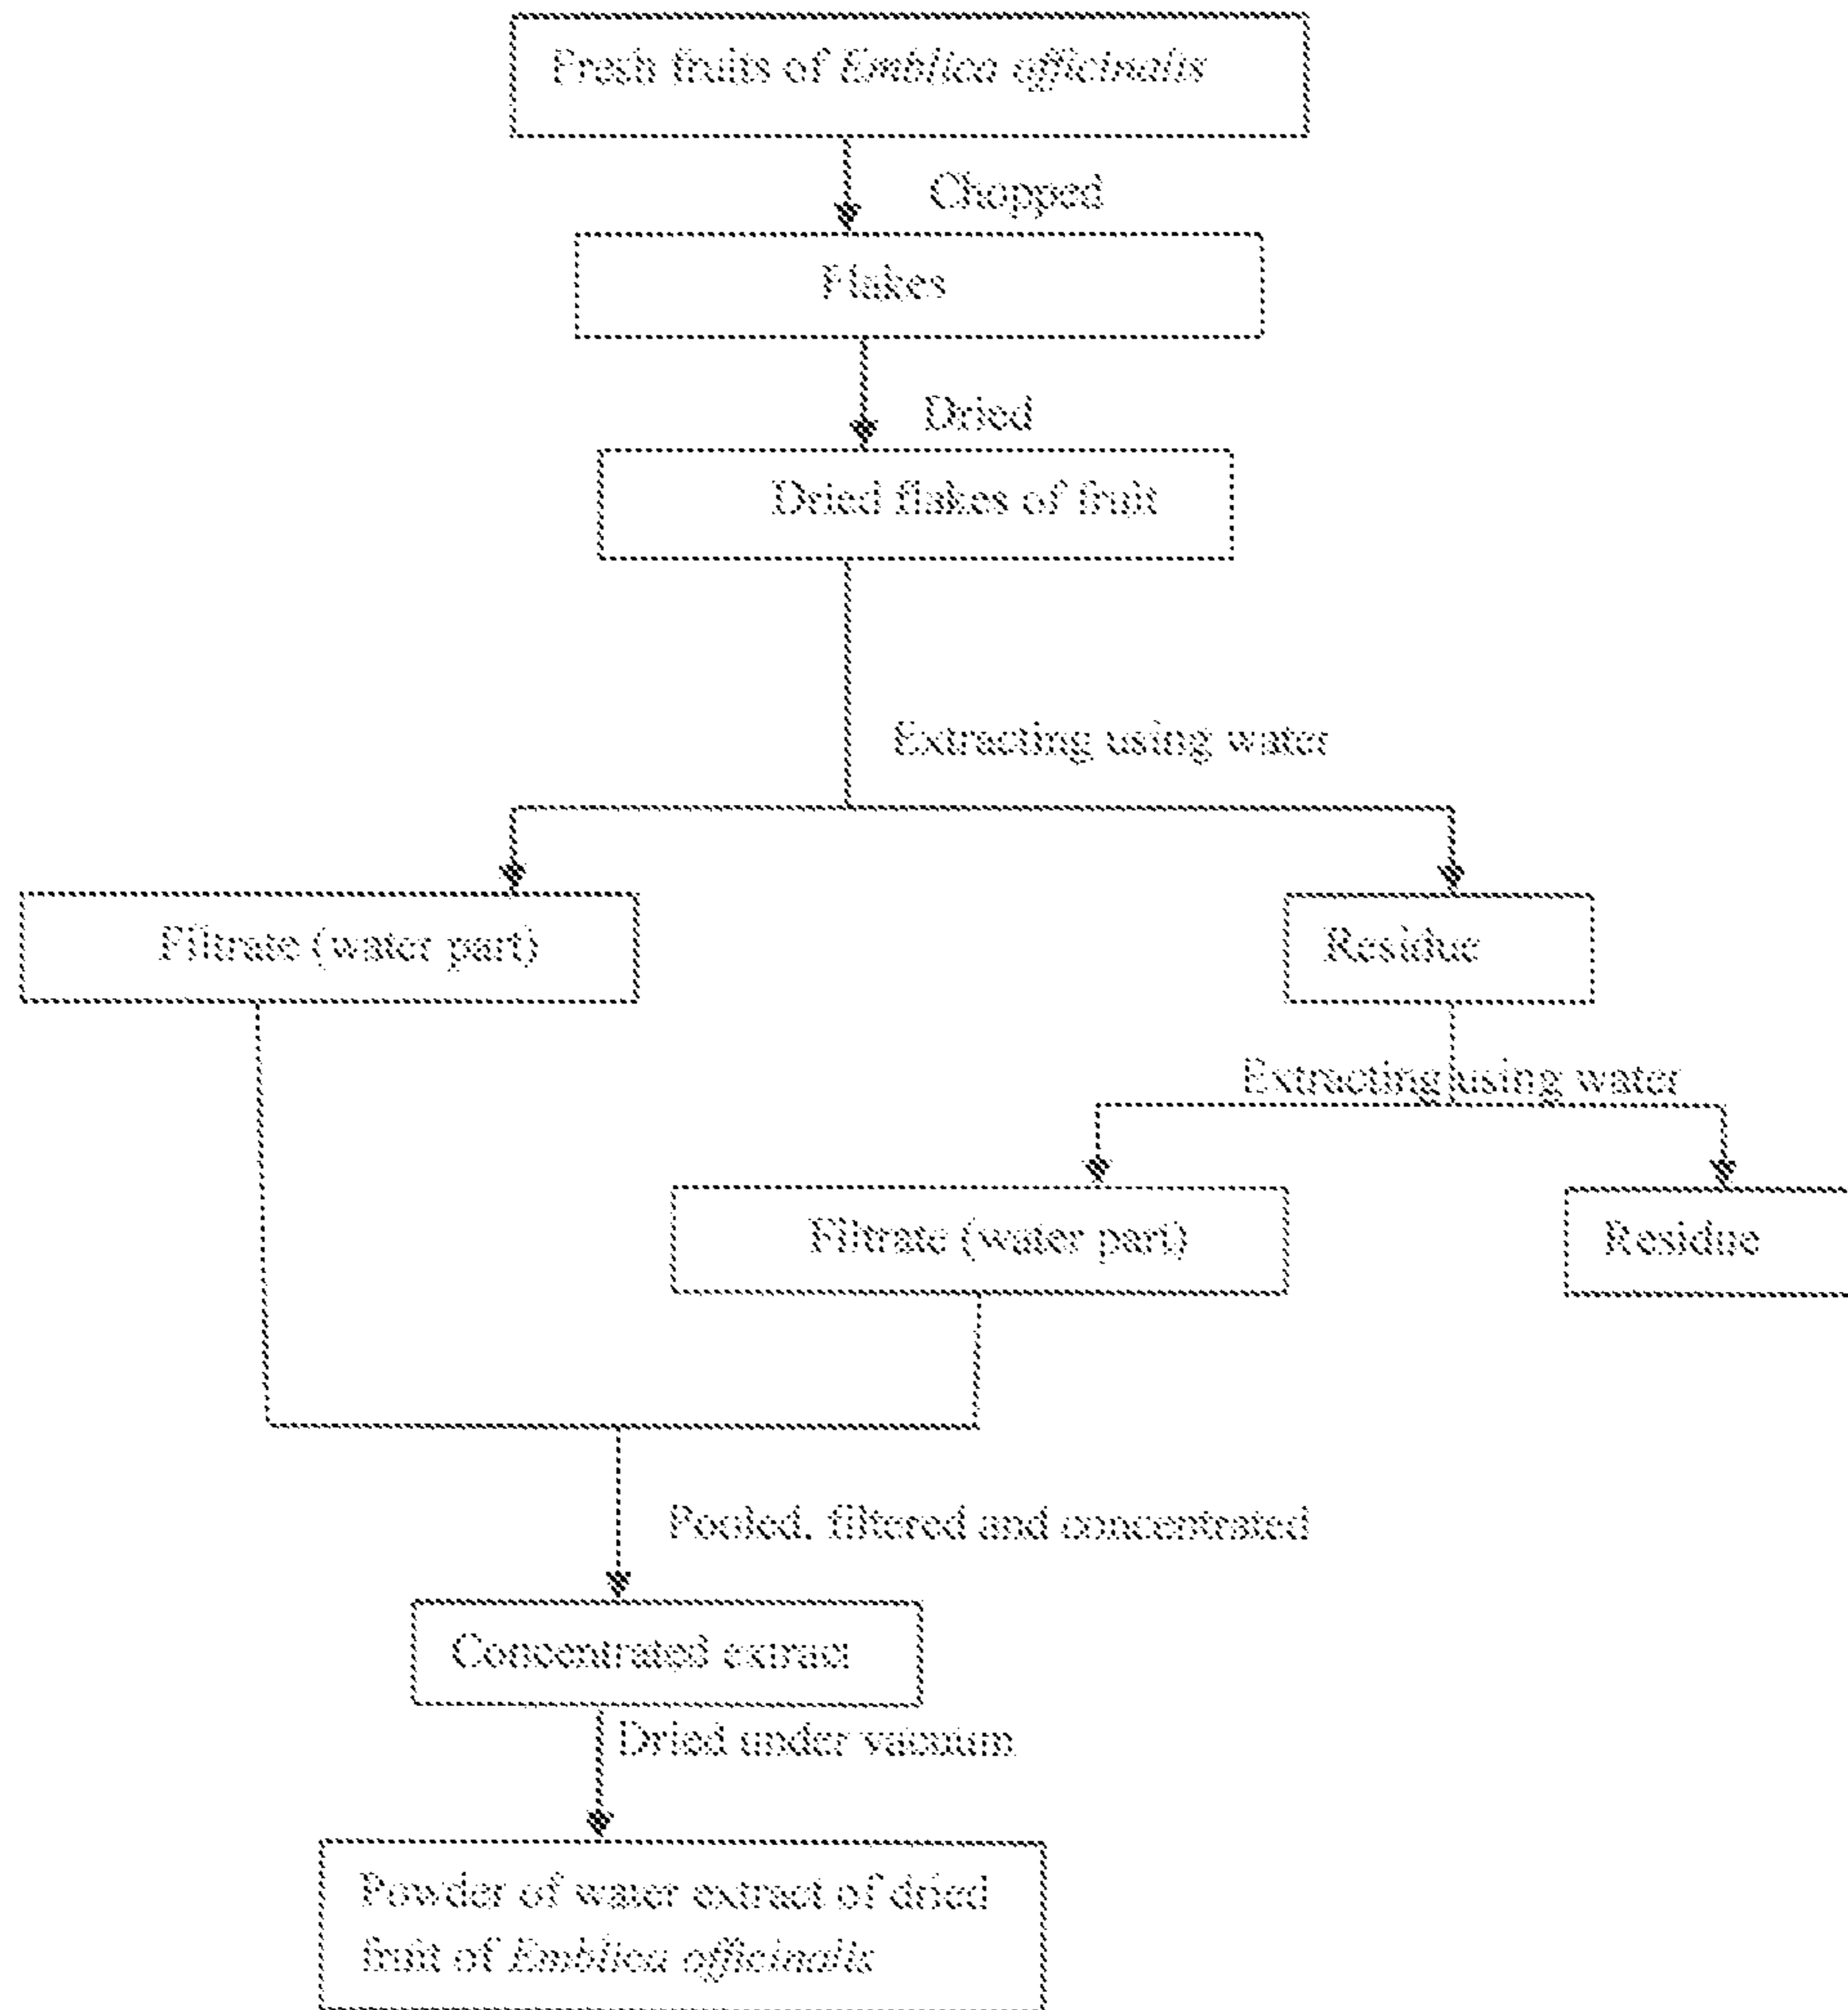 Fresh fruits of Emblica officinalis
Chopped
Flakes
Dried
Dried flakes of fruit
Extracting using water
Filtrate (water part)
Residue
Extracting using water
Filtrate (water part)
Residue
Pooled, filtered and concentrated
Concentrated extract
Dried under vacuum
Powder of water extract of dried
fruit of Emblica officinalis